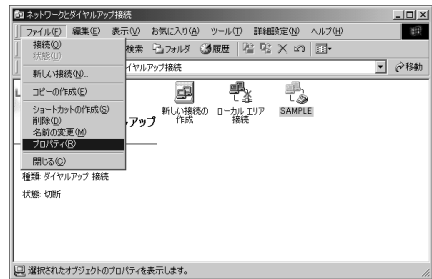 ネットワークとダイヤルアップ接続
ファイル(F) 編集(E) 表示(V) お気に入り(A) ツール(T) 詳細設定(N) ヘルプ(H)
接続(O)
状態(U)
新しい接続(N)...
コピーの作成(E)
ショートカットの作成(S)
削除(D)
名前の変更(M)
プロパティ(R)
閉じる(C)
検索 フォルダ 履歴
イヤルアップ接続
移動
ルアップ
新しい接続の作成
ローカル エリア接続
SAMPLE
種類: ダイヤルアップ 接続
状態: 切断
選択されたオブジェクトのプロパティを表示します。